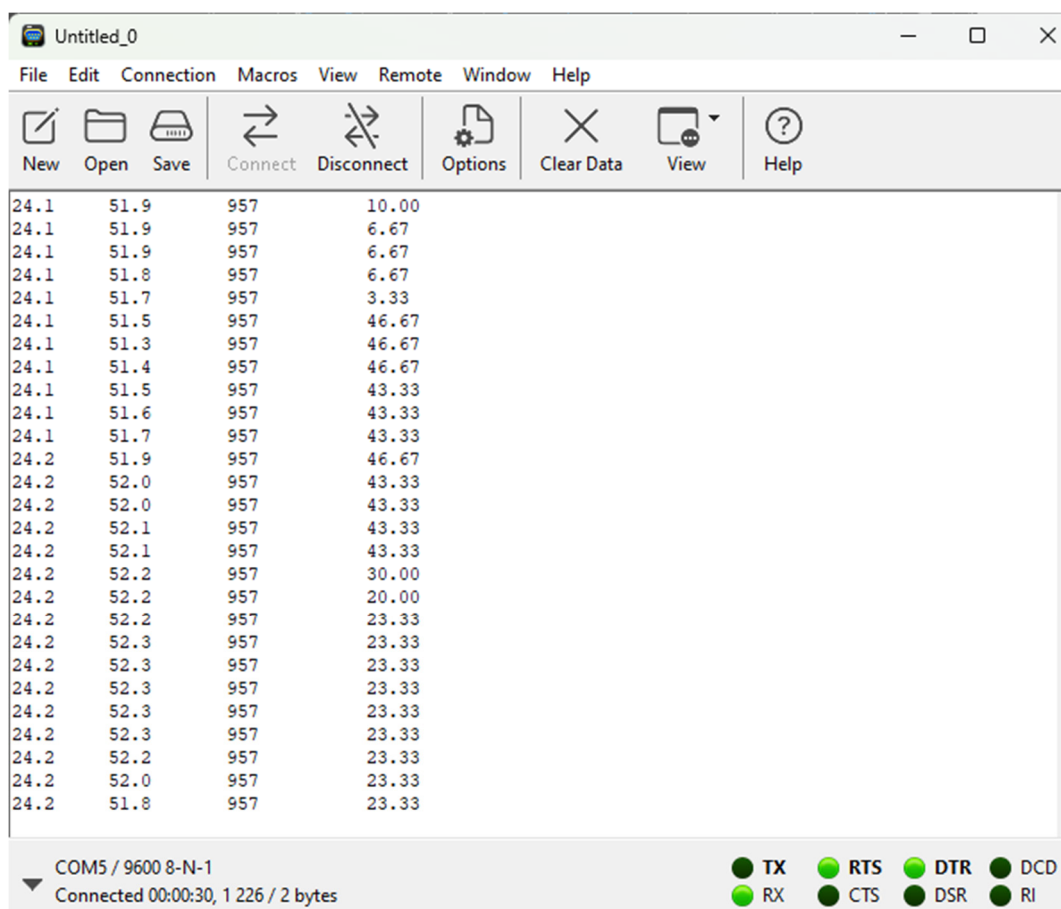 Untitled_0
File Edit Connection Macros View Remote Window Help
New Open Save Connect Disconnect Options Clear Data View Help
24.1 51.9 957 10.00
24.1 51.9 957 6.67
24.1 51.9 957 6.67
24.1 51.8 957 6.67
24.1 51.7 957 3.33
24.1 51.5 957 46.67
24.1 51.3 957 46.67
24.1 51.4 957 46.67
24.1 51.5 957 43.33
24.1 51.6 957 43.33
24.1 51.7 957 43.33
24.2 51.9 957 46.67
24.2 52.0 957 43.33
24.2 52.0 957 43.33
24.2 52.1 957 43.33
24.2 52.1 957 43.33
24.2 52.2 957 30.00
24.2 52.2 957 20.00
24.2 52.2 957 23.33
24.2 52.3 957 23.33
24.2 52.3 957 23.33
24.2 52.3 957 23.33
24.2 52.3 957 23.33
24.2 52.3 957 23.33
24.2 52.2 957 23.33
24.2 52.0 957 23.33
24.2 51.8 957 23.33
COM5 / 9600 8-N-1
Connected 00:00:30, 1 226 / 2 bytes
TX RTS DTR DCD
RX CTS DSR RI